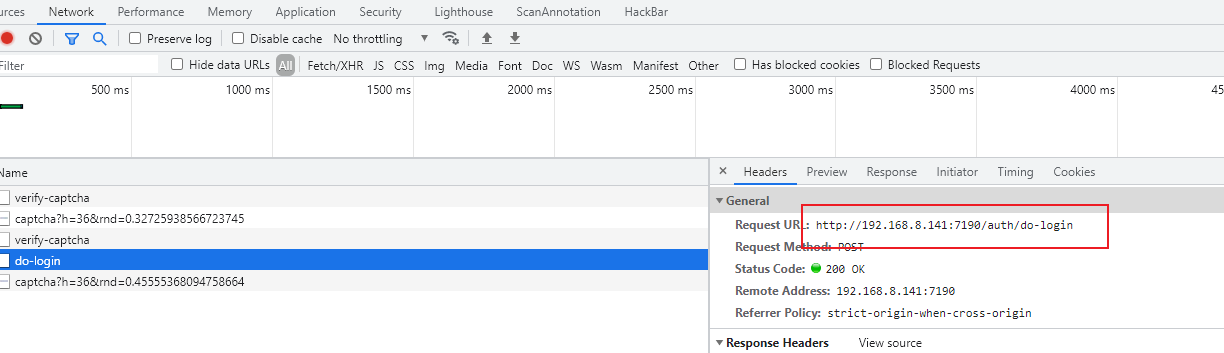 urces Network Performance Memory Application Security Lighthouse ScanAnnotation HackBar
Preserve log Disable cache No throttling
Filter Hide data URLs All Fetch/XHR JS CSS Img Media Font Doc WS Wasm Manifest Other Has blocked cookies Blocked Requests
500 ms 1000 ms 1500 ms 2000 ms 2500 ms 3000 ms 3500 ms 4000 ms 45
Name
× Headers Preview Response Initiator Timing Cookies
verify-captcha
captcha?h=36&rnd=0.32725938566723745
verify-captcha
do-login
captcha?h=36&rnd=0.45555368094758664
General
Request URL: http://192.168.8.141:7190/auth/do-login
Request Method: POST
Status Code: 200 OK
Remote Address: 192.168.8.141:7190
Referrer Policy: strict-origin-when-cross-origin
Response Headers View source